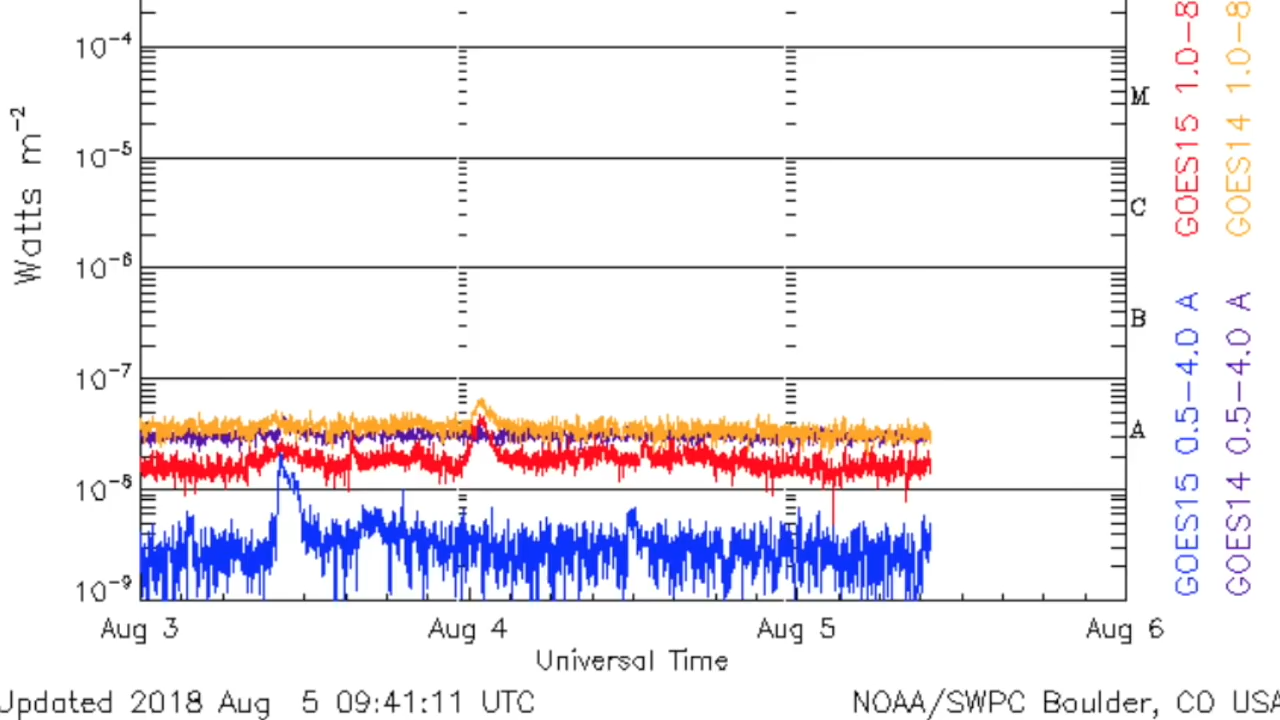 10-4
10-5
10-6
10-7
10-8
10-9
Watts m-2
M
C
B
A
GOES15 0.5-4.0 A GOES15 1.0-8
GOES14 0.5-4.0 A GOES14 1.0-8
Aug 3 Aug 4 Aug 5 Aug 6
Universal Time
Updated 2018 Aug 5 09:41:11 UTC NOAA/SWPC Boulder, CO USA